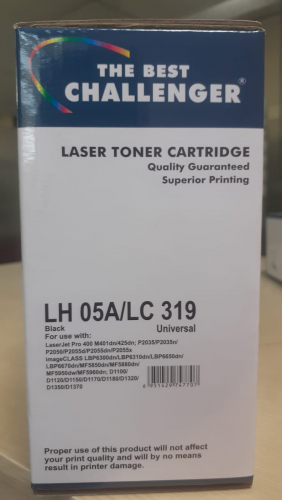 THE BEST
CHALLENGER®
LASER TONER CARTRIDGE
Quality Guaranteed
Superior Printing
LH 05A/LC 319
Black Universal
For use with:
LaserJet Pro 400 M401dn/425dn; P2035/P2035n/
P2050/P2055d/P2055dn/P2055x
imageCLASS LBP6300dn/LBP6310dn/LBP6650dn/
LBP6670dn/MF5850dn/MF5880dn/
MF5950dw/MF5960dn; D1100/
D1120/D1150/D1170/D1180/D1320/
D1350/D1370
Proper use of this product will not affect
your print quality and will by no means
result in printer damage.